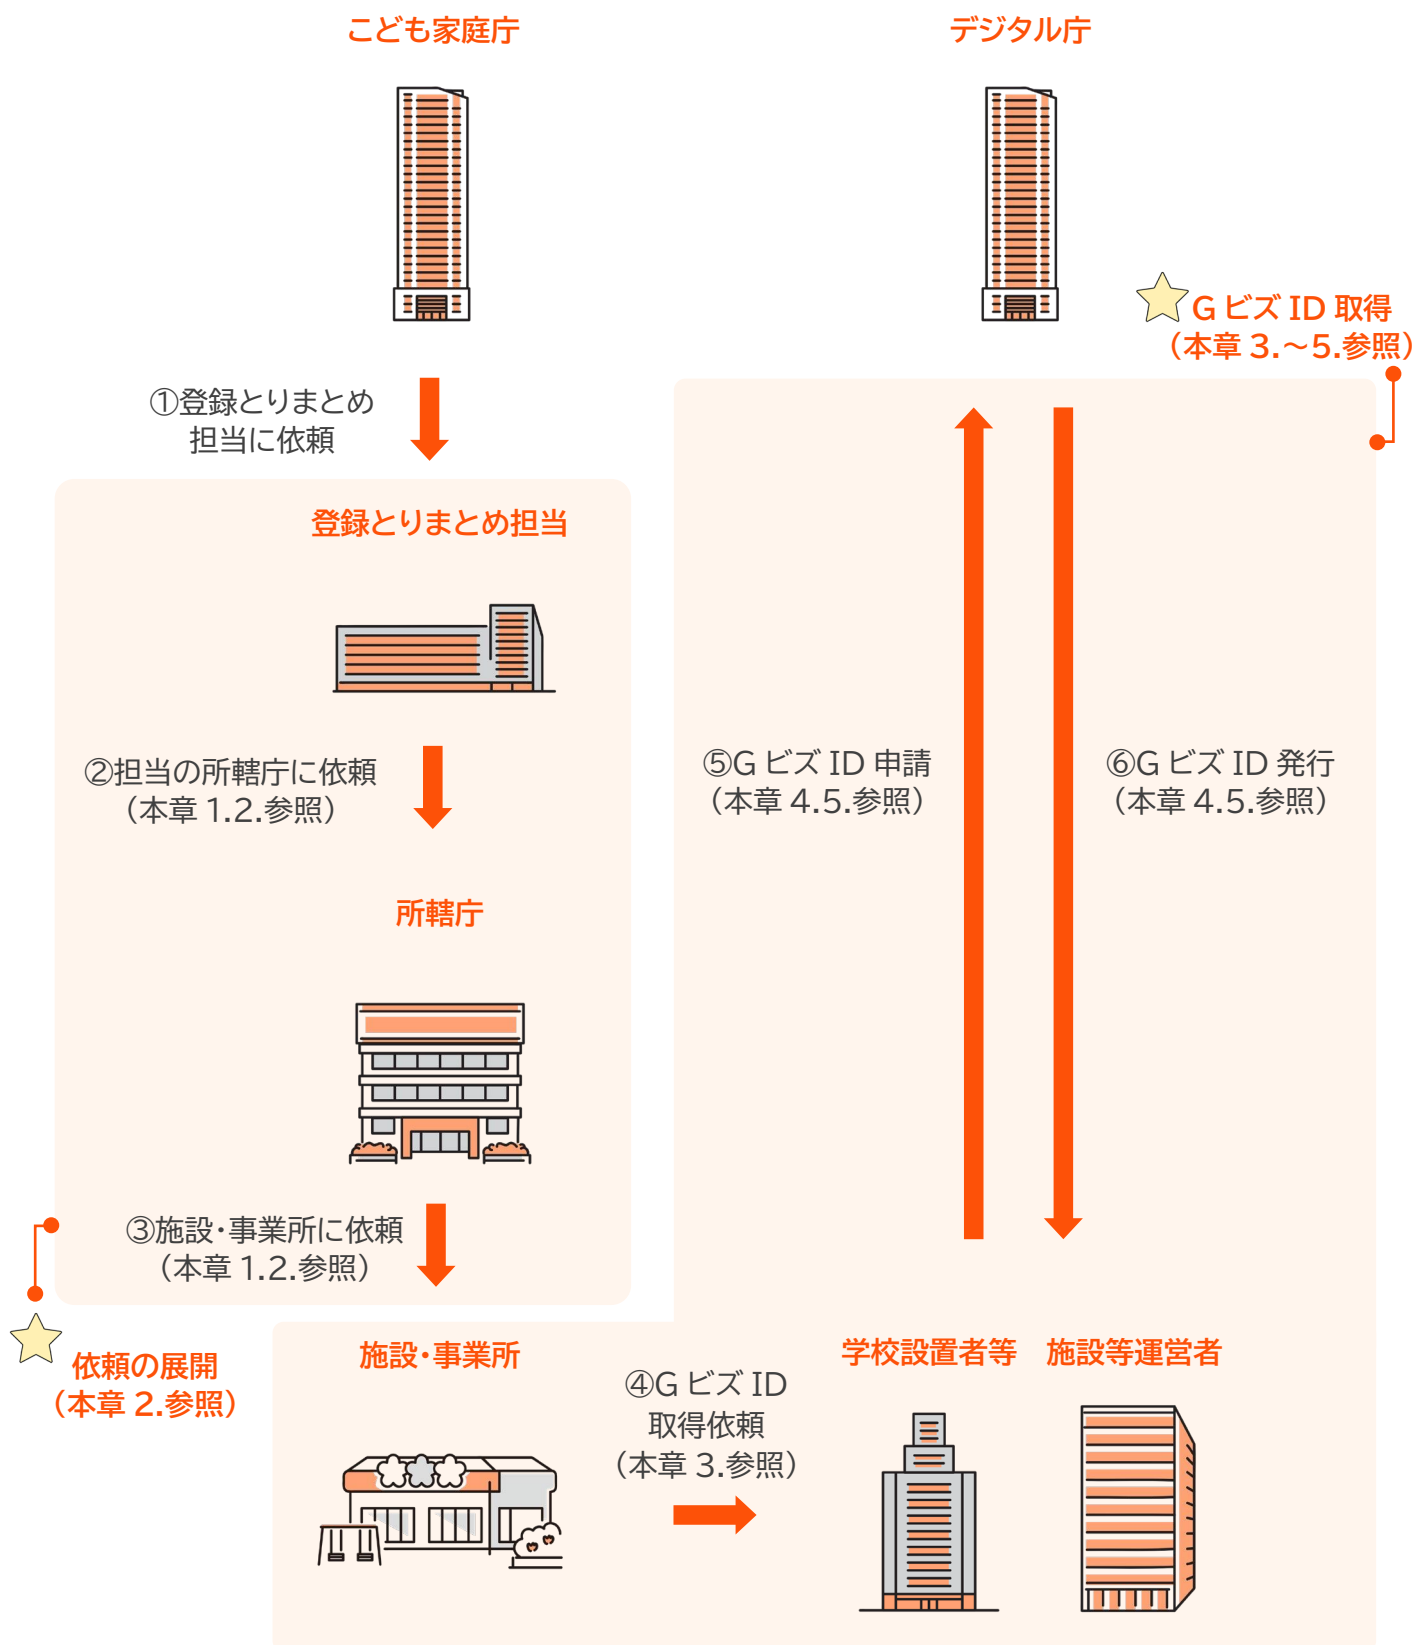 こども家庭庁
デジタル庁
Gビズ ID 取得
（本章 3.～5.参照）
①登録とりまとめ
担当に依頼
登録とりまとめ担当
②担当の所轄庁に依頼
（本章 1.2.参照）
⑤Gビズ ID 申請
（本章 4.5.参照）
⑥Gビズ ID 発行
（本章 4.5.参照）
所轄庁
③施設・事業所に依頼
（本章 1.2.参照）
依頼の展開
（本章 2.参照）
施設・事業所
④Gビズ ID
取得依頼
（本章 3.参照）
学校設置者等
施設等運営者